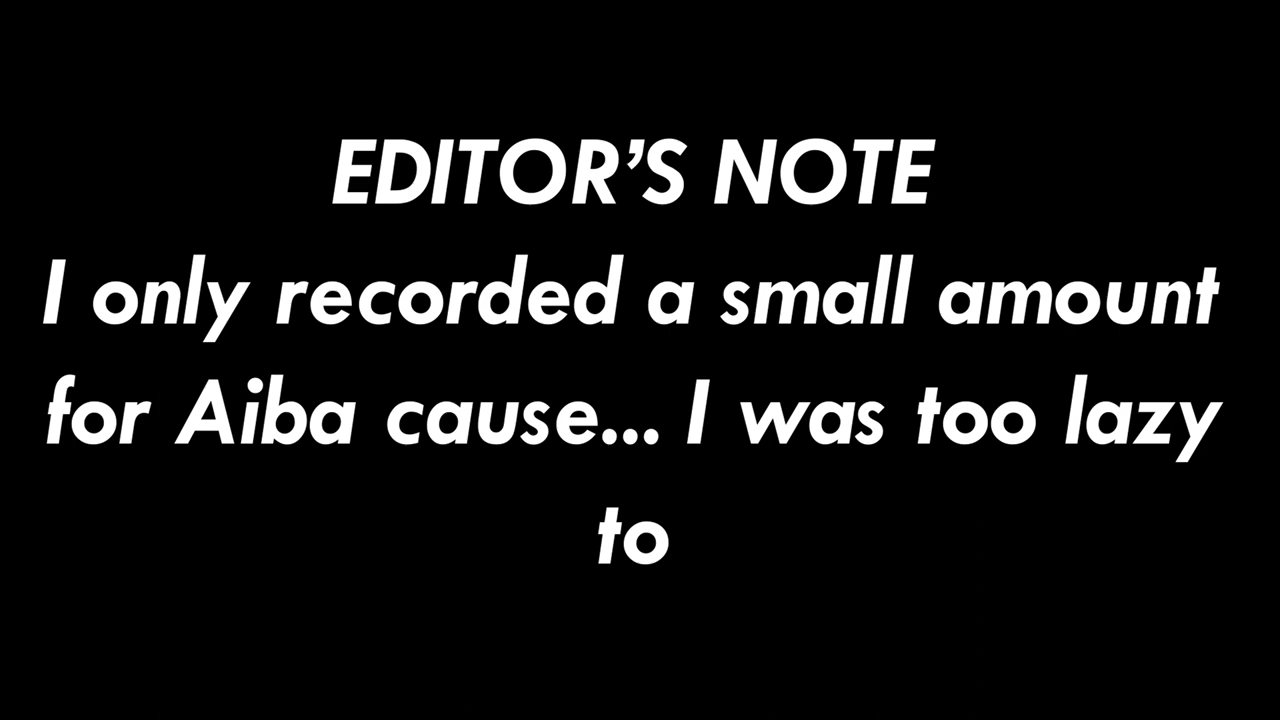 EDITOR’S NOTE
I only recorded a small amount
for Aiba cause... I was too lazy
to